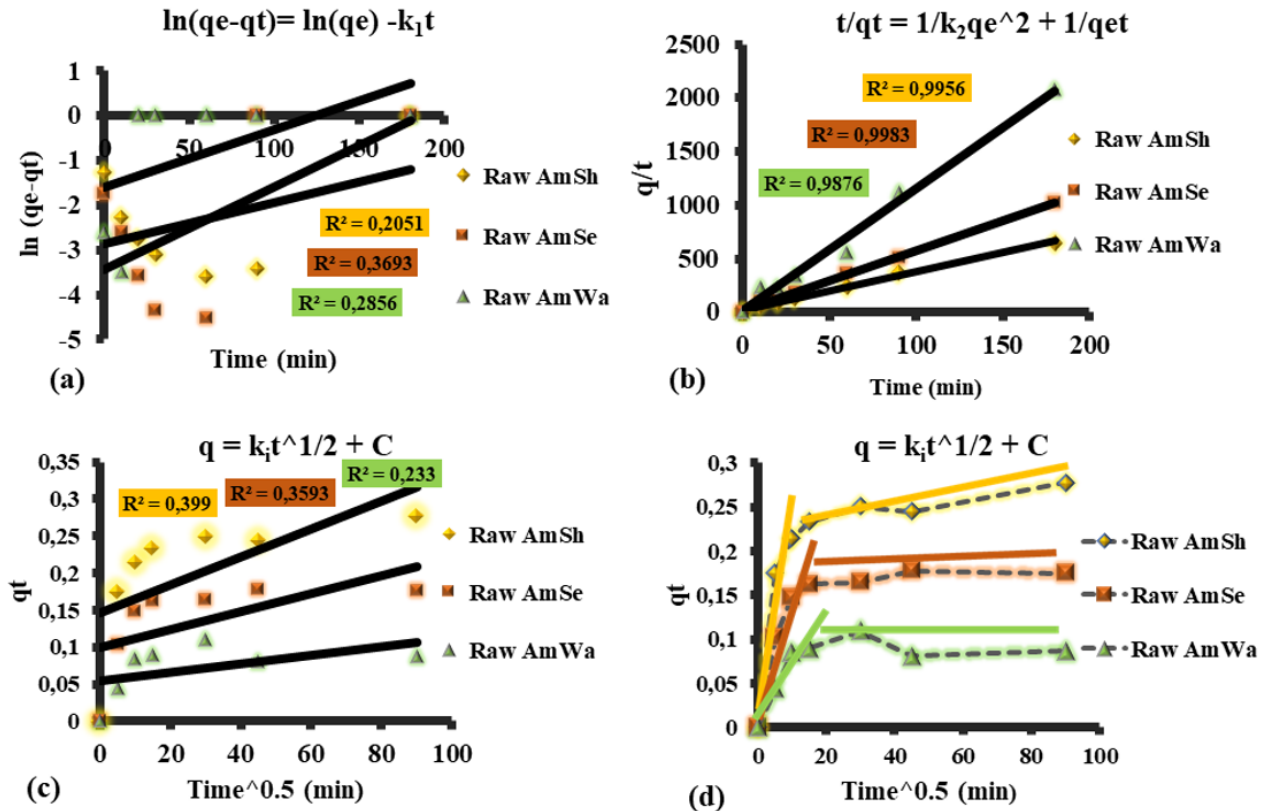 ln(qe-qt)= ln(qe) -k₁t
1
0
-1
-2
-3
-4
-5
0
50
100
150
200
ln (qe-qt)
Time (min)
Raw AmSh
Raw AmSe
Raw AmWa
R² = 0,2051
R² = 0,3693
R² = 0,2856
(a)
t/qt = 1/k₂qe^2 + 1/qet
2500
2000
1500
1000
500
0
0
50
100
150
200
q/t
Time (min)
R² = 0,9956
R² = 0,9983
R² = 0,9876
Raw AmSh
Raw AmSe
Raw AmWa
(b)
q = kᵢt^1/2 + C
0,35
0,3
0,25
0,2
0,15
0,1
0,05
0
0
20
40
60
80
100
qt
Time^0.5 (min)
R² = 0,399
R² = 0,3593
R² = 0,233
Raw AmSh
Raw AmSe
Raw AmWa
(c)
q = kᵢt^1/2 + C
0,3
0,25
0,2
0,15
0,1
0,05
0
0
20
40
60
80
100
qt
Time^0.5 (min)
Raw AmSh
Raw AmSe
Raw AmWa
(d)